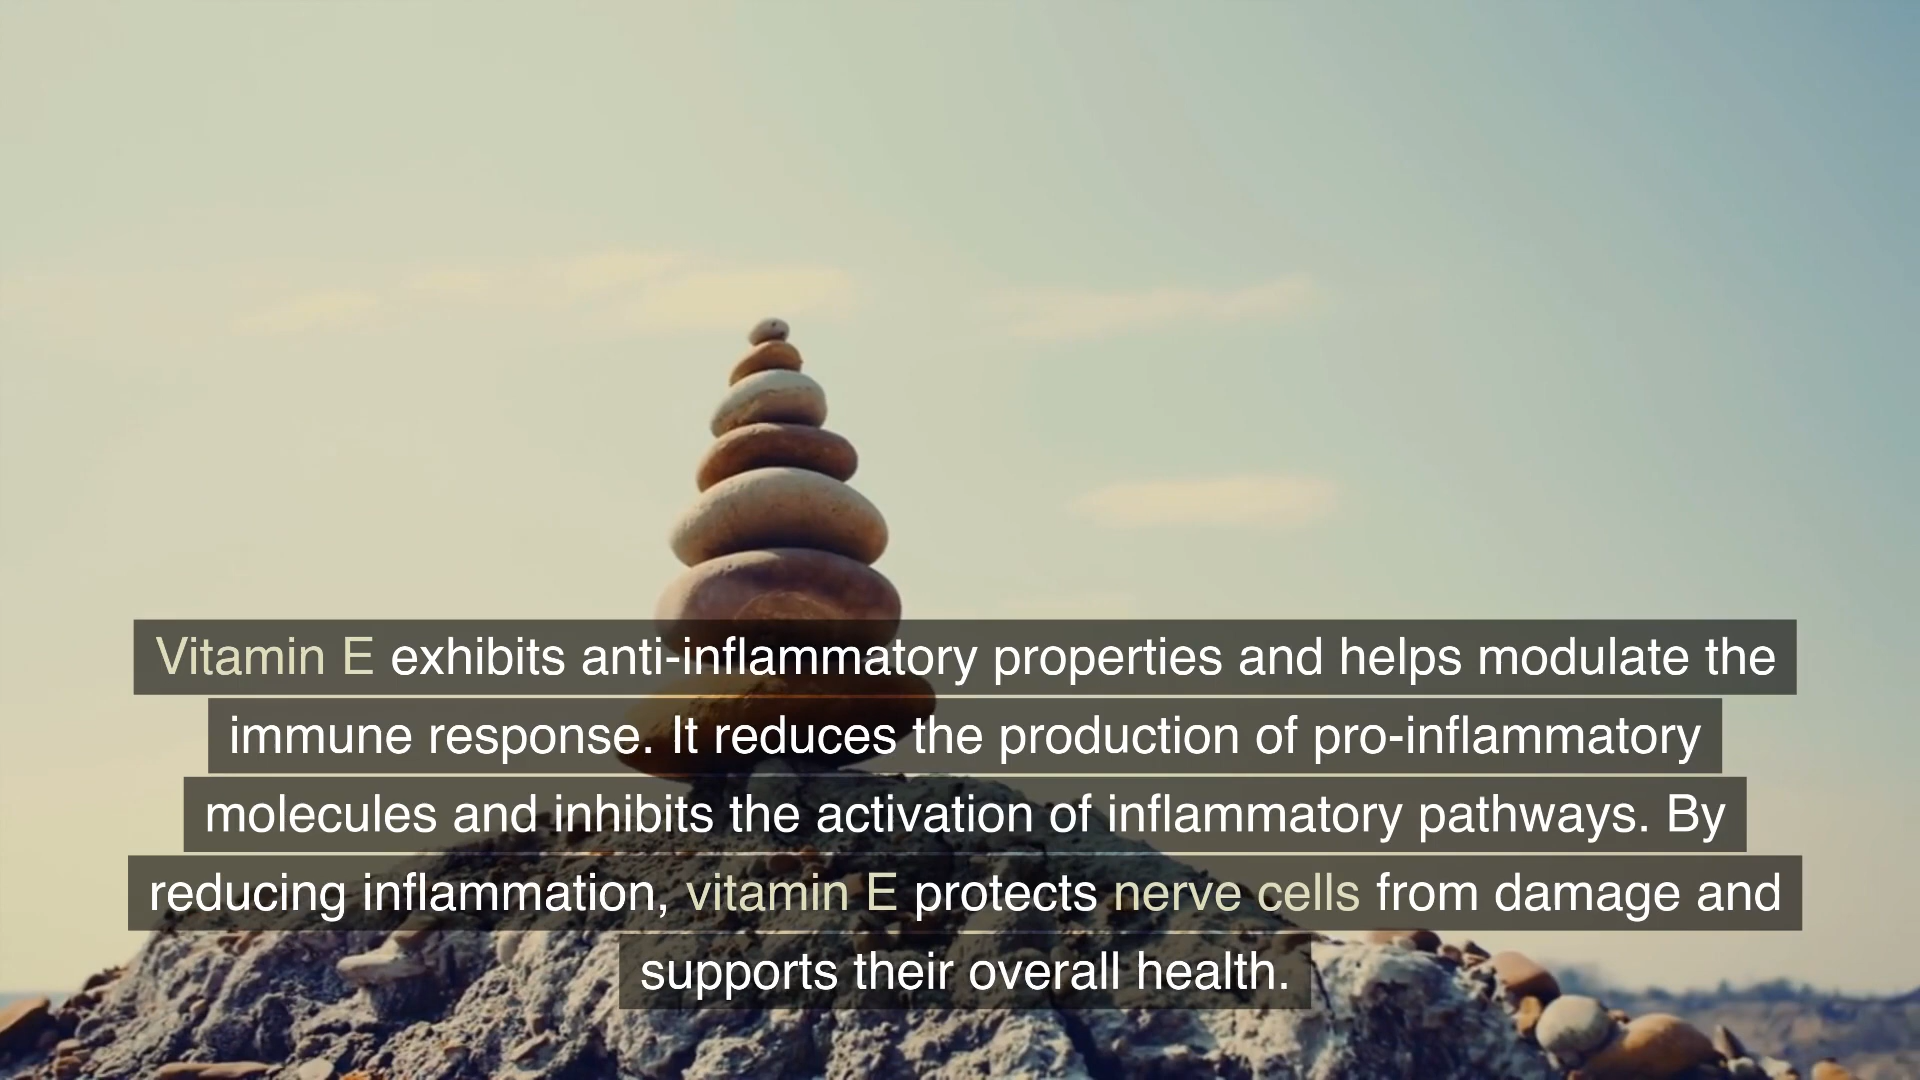 Vitamin E exhibits anti-inflammatory properties and helps modulate the
immune response. It reduces the production of pro-inflammatory
molecules and inhibits the activation of inflammatory pathways. By
reducing inflammation, vitamin E protects nerve cells from damage and
supports their overall health.